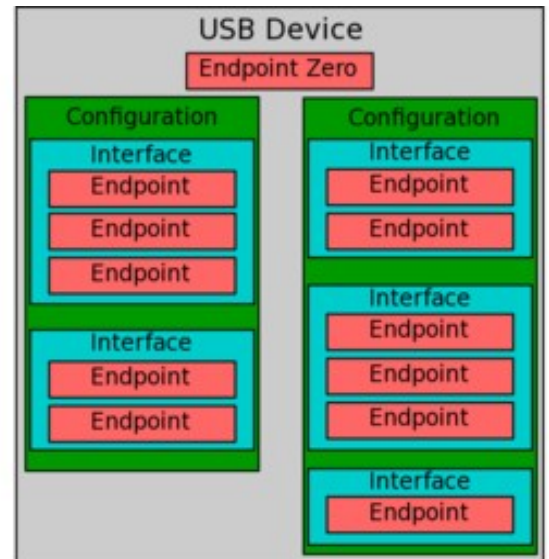 USB Device
Endpoint Zero
Configuration
Interface
Endpoint
Endpoint
Endpoint
Interface
Endpoint
Endpoint
Configuration
Interface
Endpoint
Endpoint
Interface
Endpoint
Endpoint
Endpoint
Interface
Endpoint